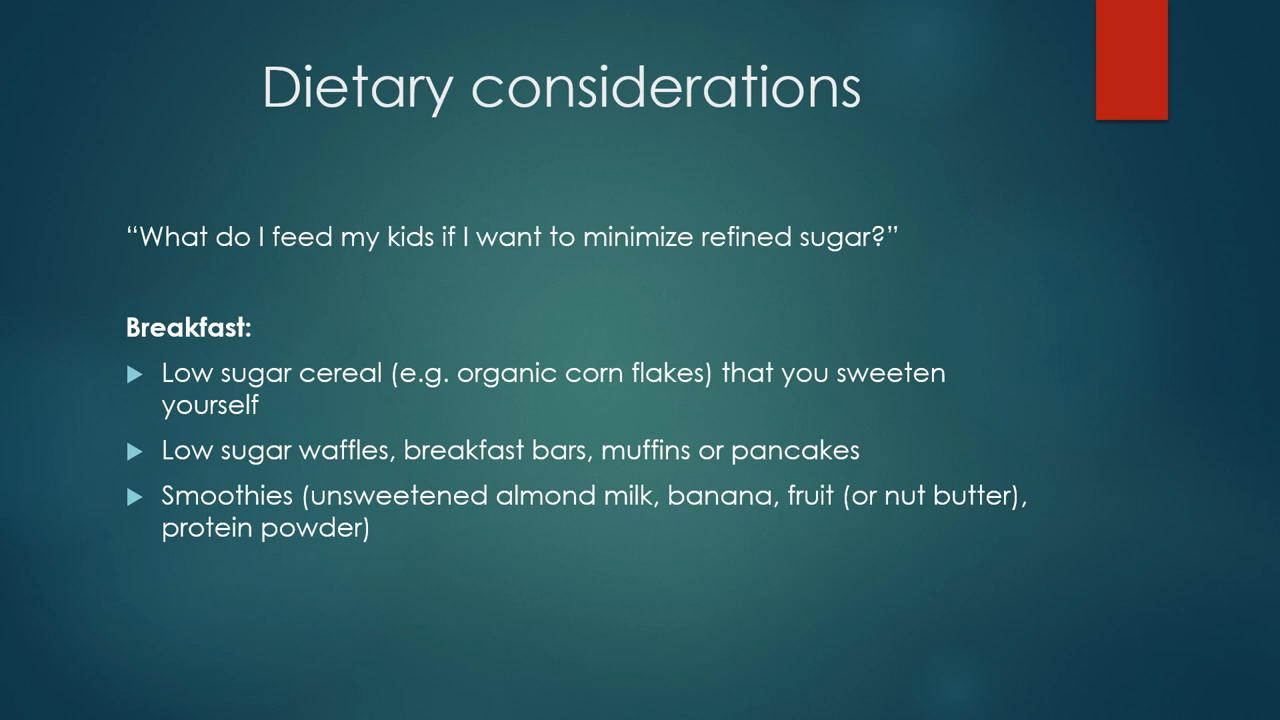 Dietary considerations
“What do I feed my kids if I want to minimize refined sugar?”
Breakfast:
Low sugar cereal (e.g. organic corn flakes) that you sweeten
yourself
Low sugar waffles, breakfast bars, muffins or pancakes
Smoothies (unsweetened almond milk, banana, fruit (or nut butter),
protein powder)